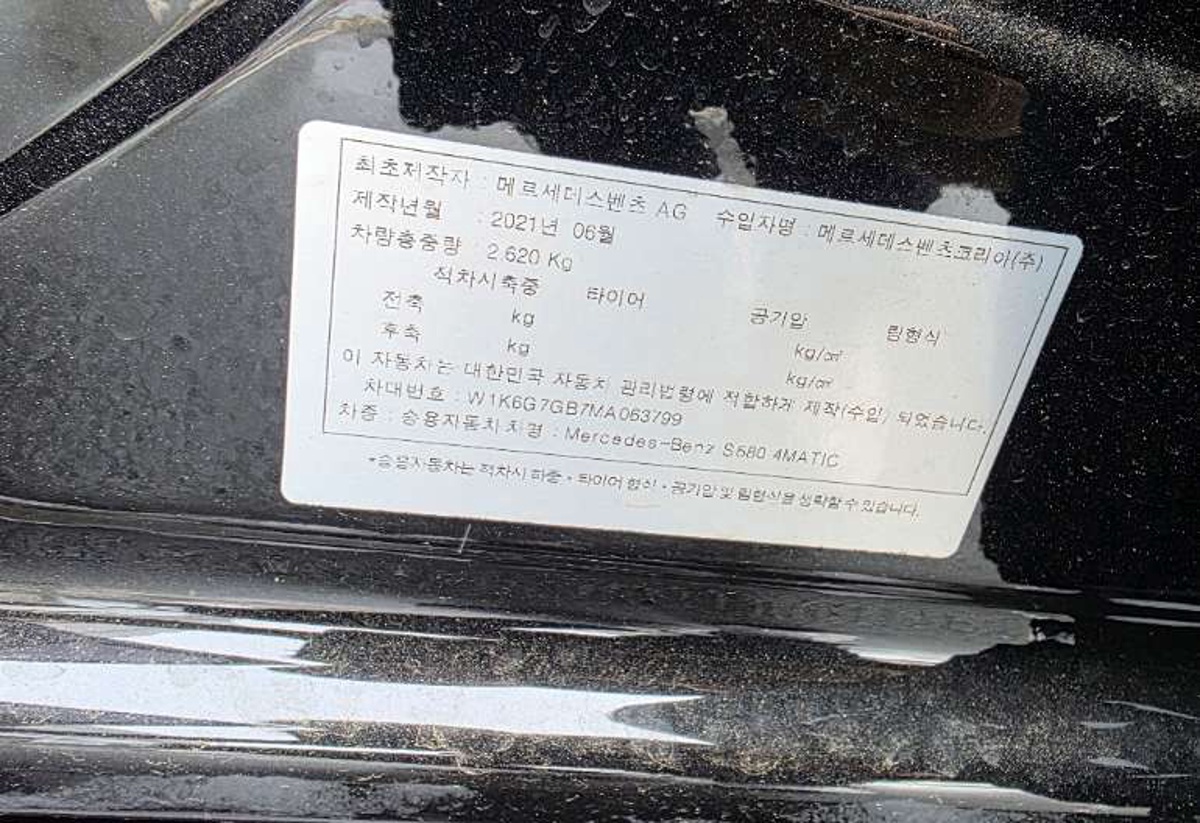 최초제작자 : 메르세데스벤츠 AG 수입자명 : 메르세데스벤츠코리아(주)
제작년월 : 2021년 06월
차량총중량 : 2 620 Kg
적차시축중 타이어 공기압 림형식
전축 kg kg/㎠
후축 kg kg/㎠
이 자동차는 대한민국 자동차 관리법령에 적합하게 제작(수입) 되었습니다.
차대번호 : W1K6G7GB7MA063799
차종 : 승용자동차 차명 : Mercedes-Benz S580 4MATIC
*승용자동차는 적차시 하중·타이어 형식·공기압 및 림형식을 생략할 수 있습니다.